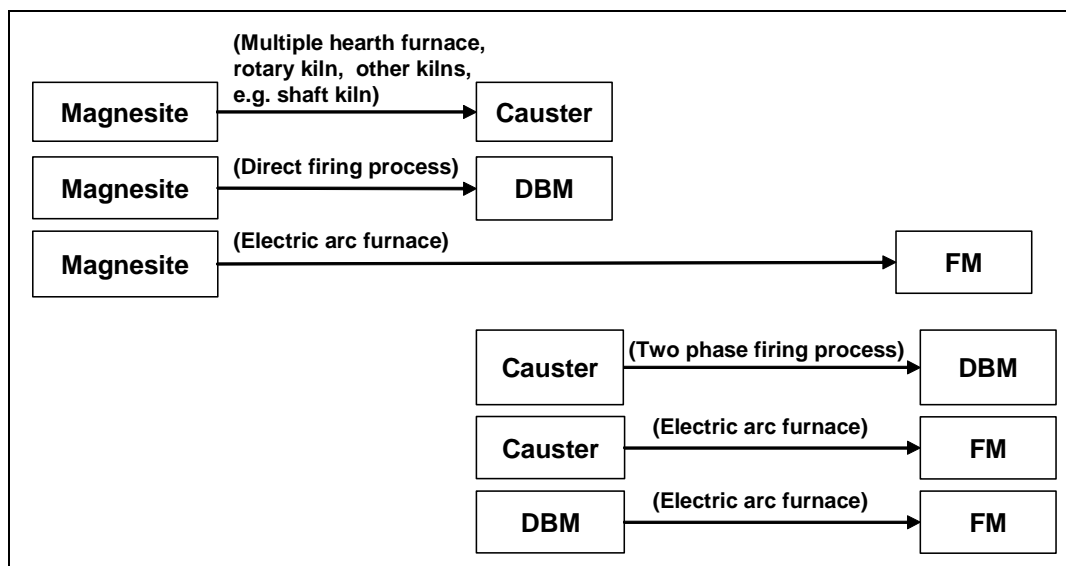 (Multiple hearth furnace,
rotary kiln, other kilns,
e.g. shaft kiln)
Magnesite
Causter
(Direct firing process)
Magnesite
DBM
(Electric arc furnace)
Magnesite
FM
(Two phase firing process)
Causter
DBM
(Electric arc furnace)
Causter
FM
(Electric arc furnace)
DBM
FM